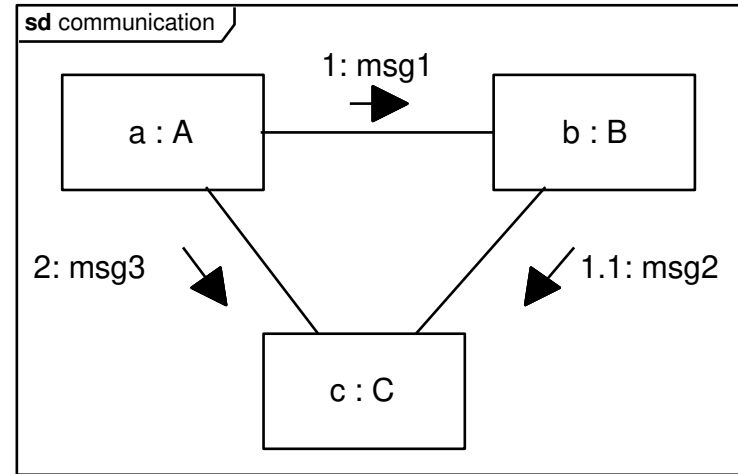 sd communication
1: msg1
a : A
b : B
2: msg3
1.1: msg2
c : C